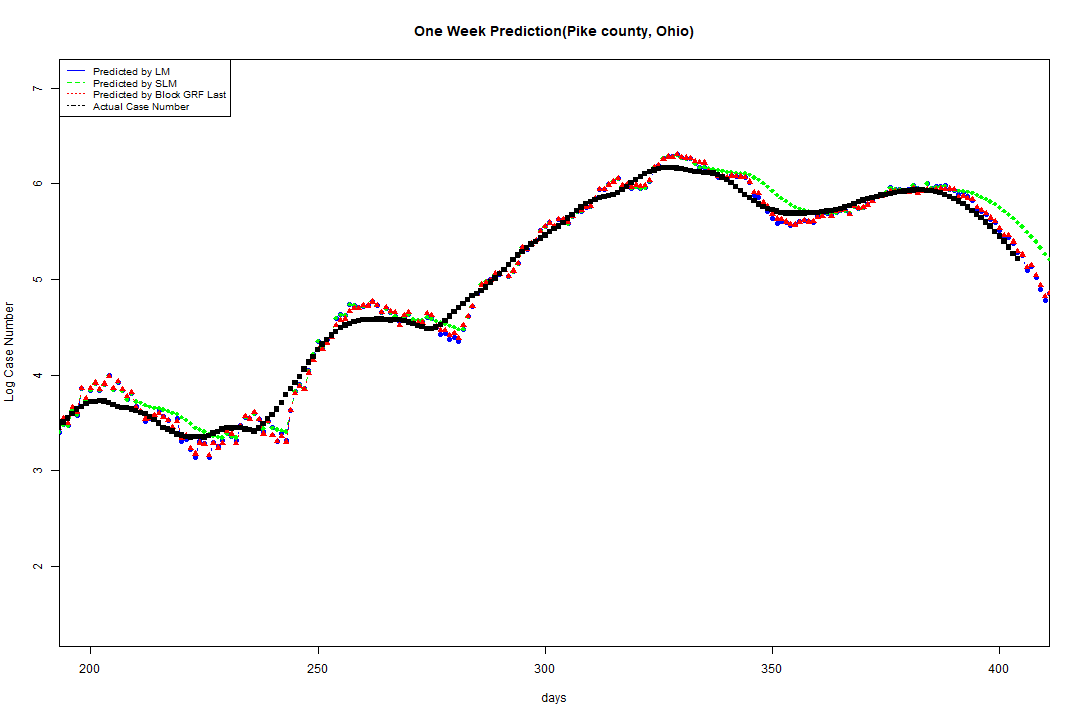 One Week Prediction(Pike county, Ohio)
Predicted by LM
Predicted by SLM
Predicted by Block GRF Last
Actual Case Number
7
6
5
4
3
2
Log Case Number
200 250 300 350 400
days